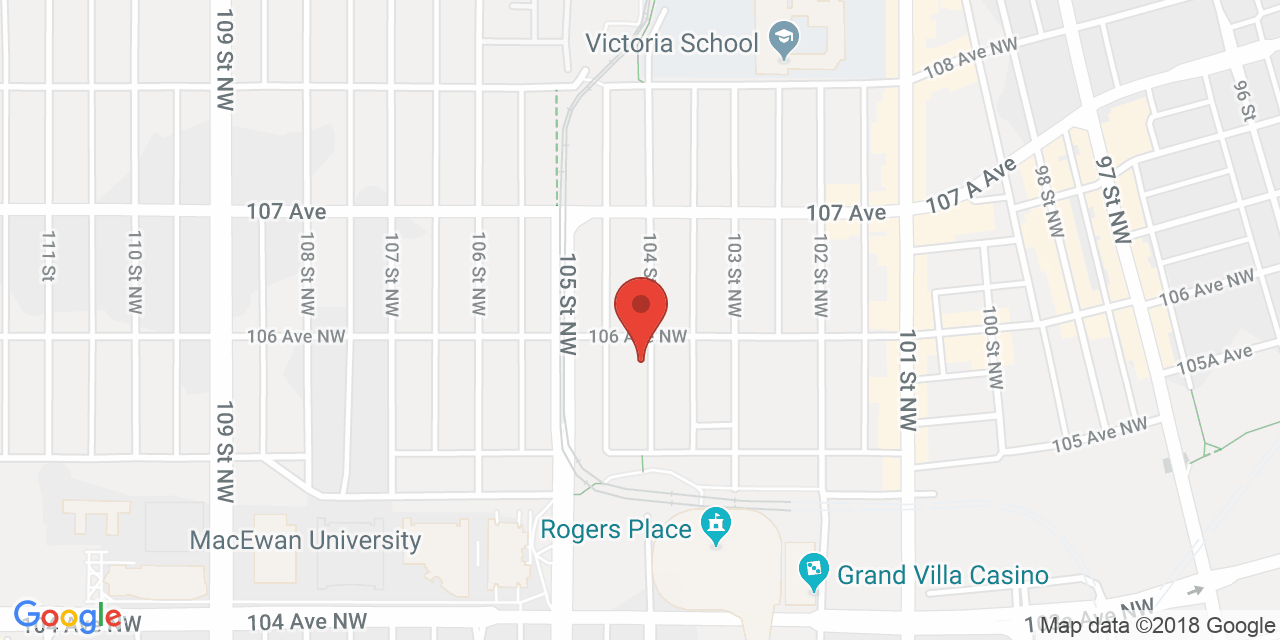 109 St NW
Victoria School
108 Ave NW
96 St
107 Ave
107 Ave
107 A Ave
98 St NW
97 St NW
111 St
110 St NW
108 St NW
107 St NW
106 St NW
105 St NW
104 S
103 St NW
102 St NW
106 Ave NW
106 Ave NW
106 Ave NW
101 St NW
100 St NW
105A Ave
109 St NW
105 Ave NW
MacEwan University
Rogers Place
Grand Villa Casino
Google
104 Ave NW
104 Ave NW
Ave NW
Map data ©2018 Google